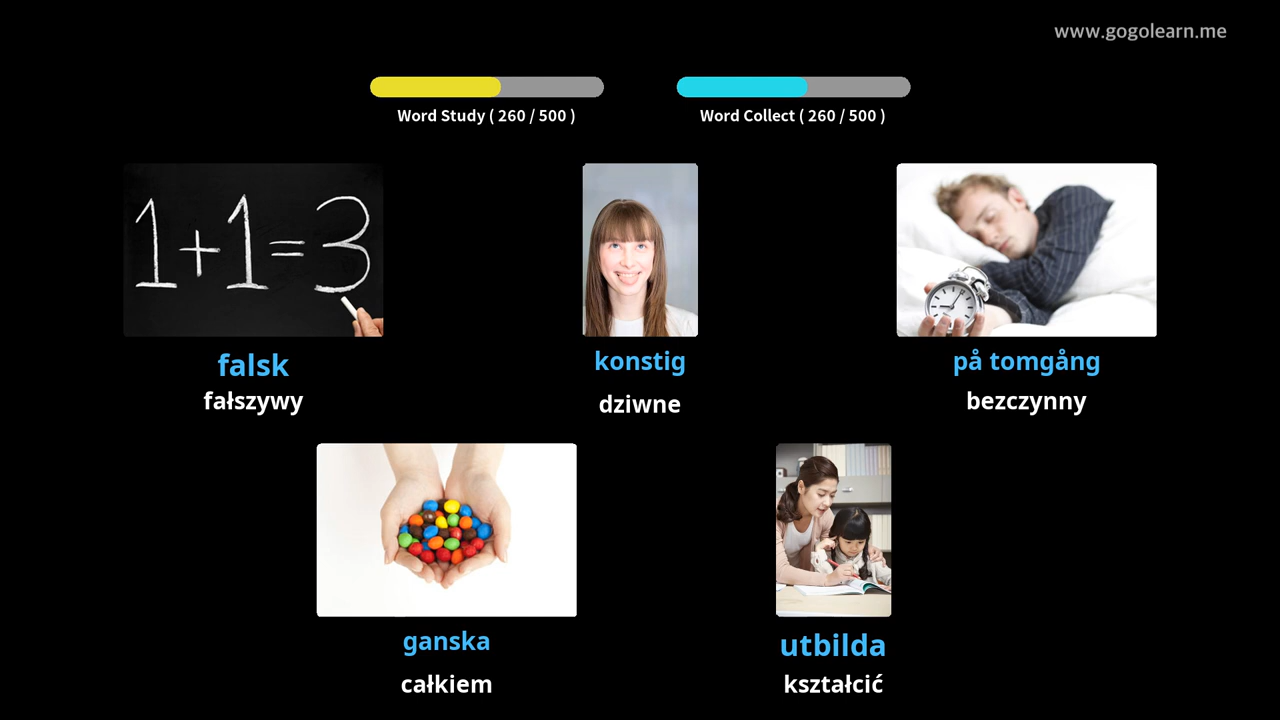 www.gogolearn.me
Word Study ( 260 / 500 )
Word Collect ( 260 / 500 )
1+1=3
falsk
fałszywy
konstig
dziwne
på tomgång
bezczynny
ganska
całkiem
utbilda
kształcić